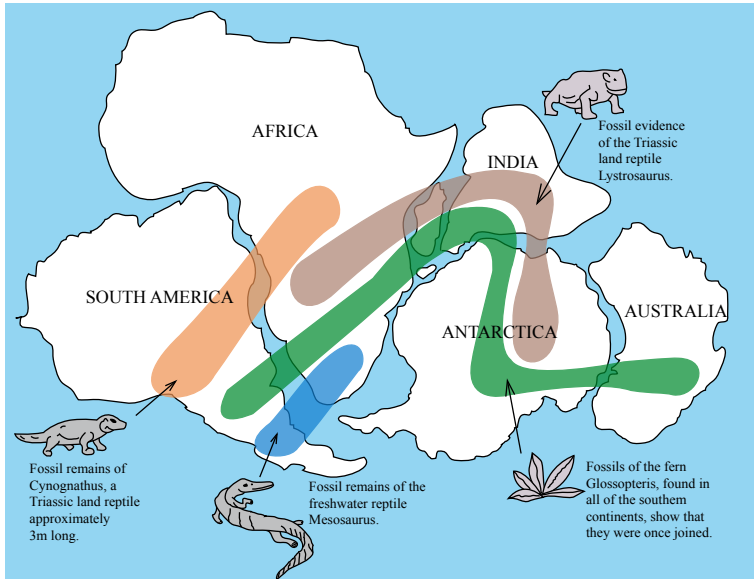 AFRICA
INDIA
Fossil evidence
of the Triassic
land reptile
Lystrosaurus.
SOUTH AMERICA
ANTARCTICA
AUSTRALIA
Fossil remains of
Cynognathus, a
Triassic land reptile
approximately
3m long.
Fossil remains of the
freshwater reptile
Mesosaurus.
Fossils of the fern
Glossopteris, found in
all of the southem
continents, show that
they were once joined.